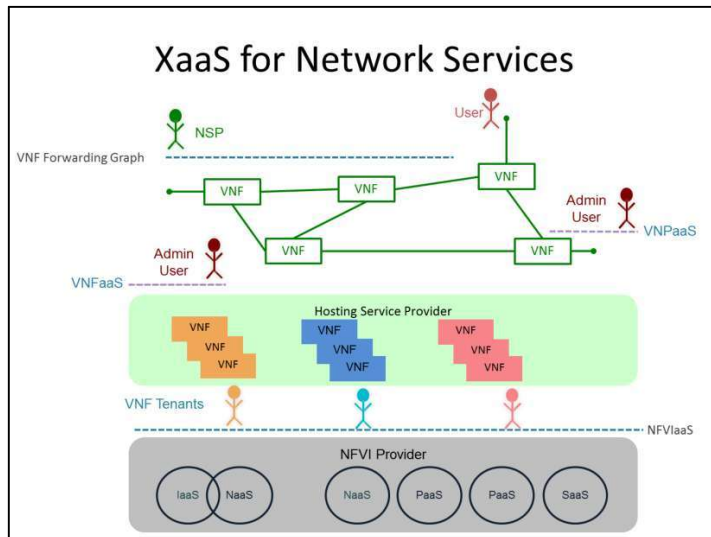 XaaS for Network Services
NSP
User
VNF Forwarding Graph
VNF
VNF
VNF
Admin
User
VNPaaS
VNF
VNF
Admin
User
VNFaaS
Hosting Service Provider
VNF
VNF
VNF
VNF
VNF
VNF
VNF
VNF
VNF
VNF Tenants
NFVIaaS
NFVI Provider
IaaS
NaaS
NaaS
PaaS
PaaS
SaaS